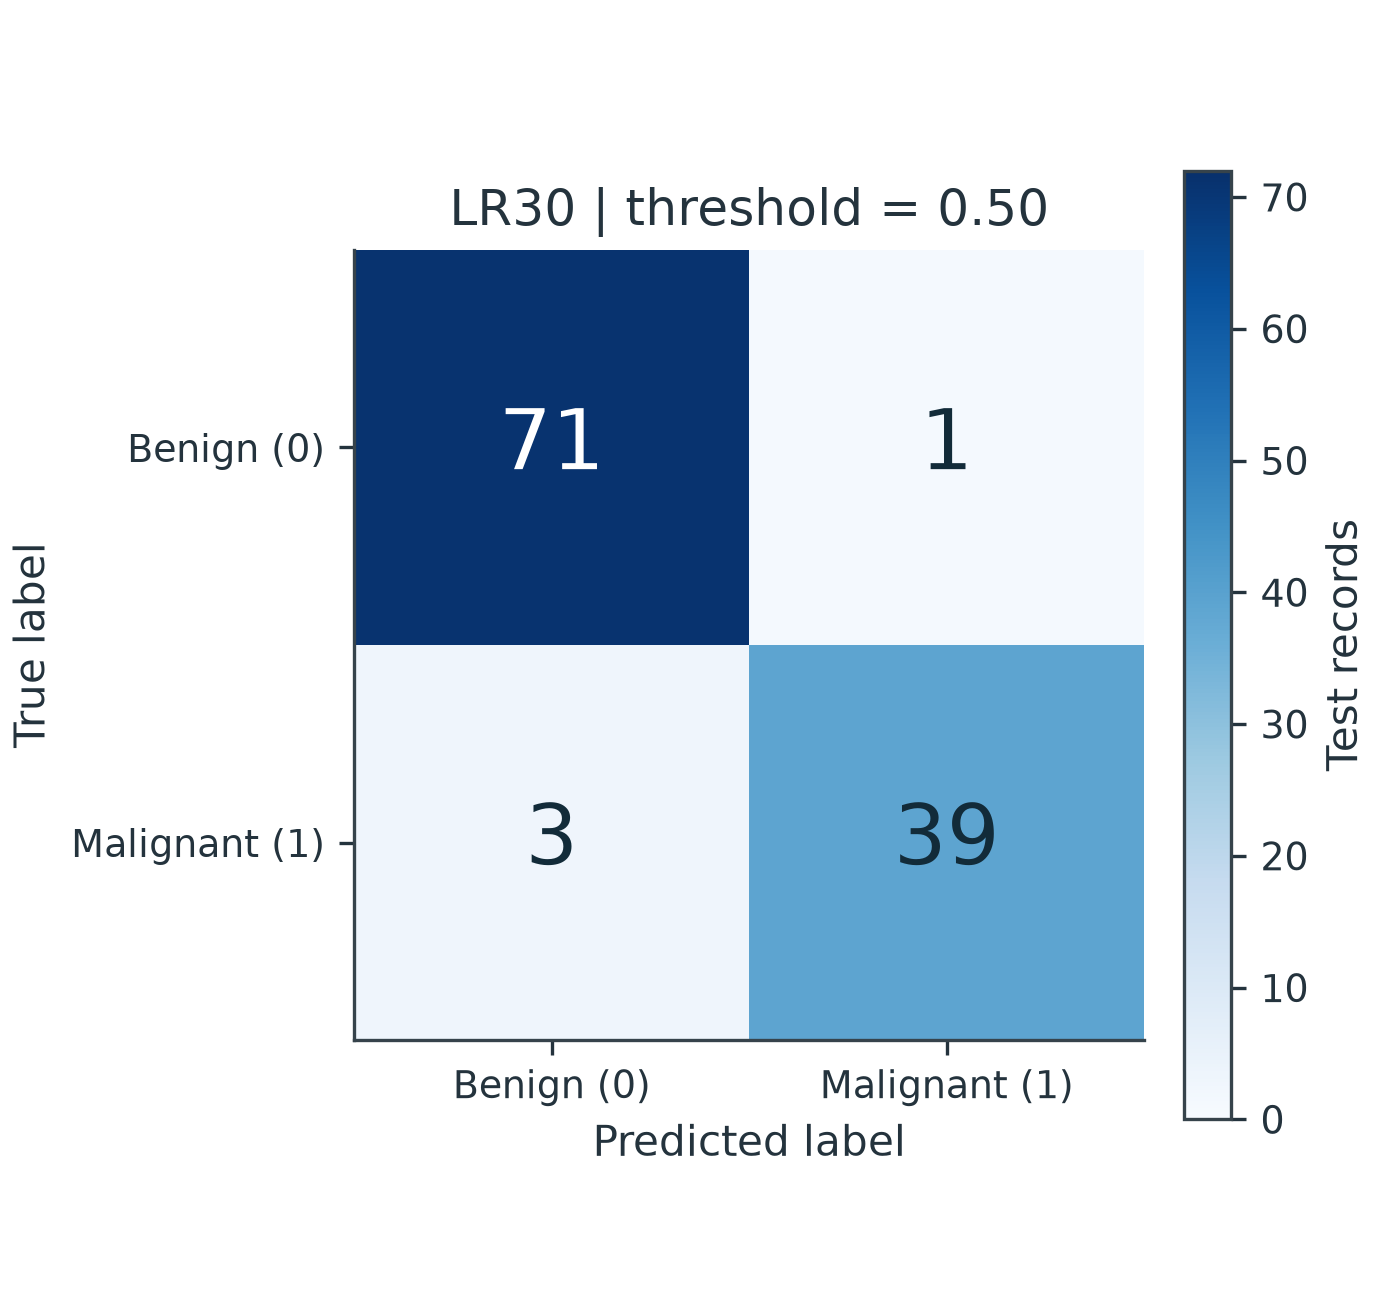 LR30 | threshold = 0.50
True label
Benign (0)
71
1
Malignant (1)
3
39
Benign (0)
Malignant (1)
Predicted label
70
60
50
40
30
20
10
0
Test records